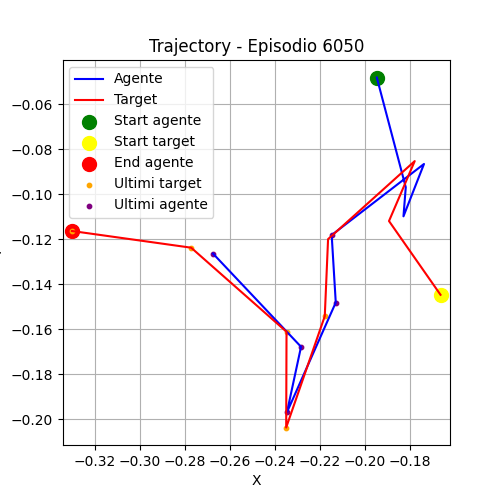 Trajectory - Episodio 6050
Agente
Target
Start agente
Start target
End agente
Ultimi target
Ultimi agente
−0.06
−0.08
−0.10
−0.12
−0.14
−0.16
−0.18
−0.20
−0.32 −0.30 −0.28 −0.26 −0.24 −0.22 −0.20 −0.18
X